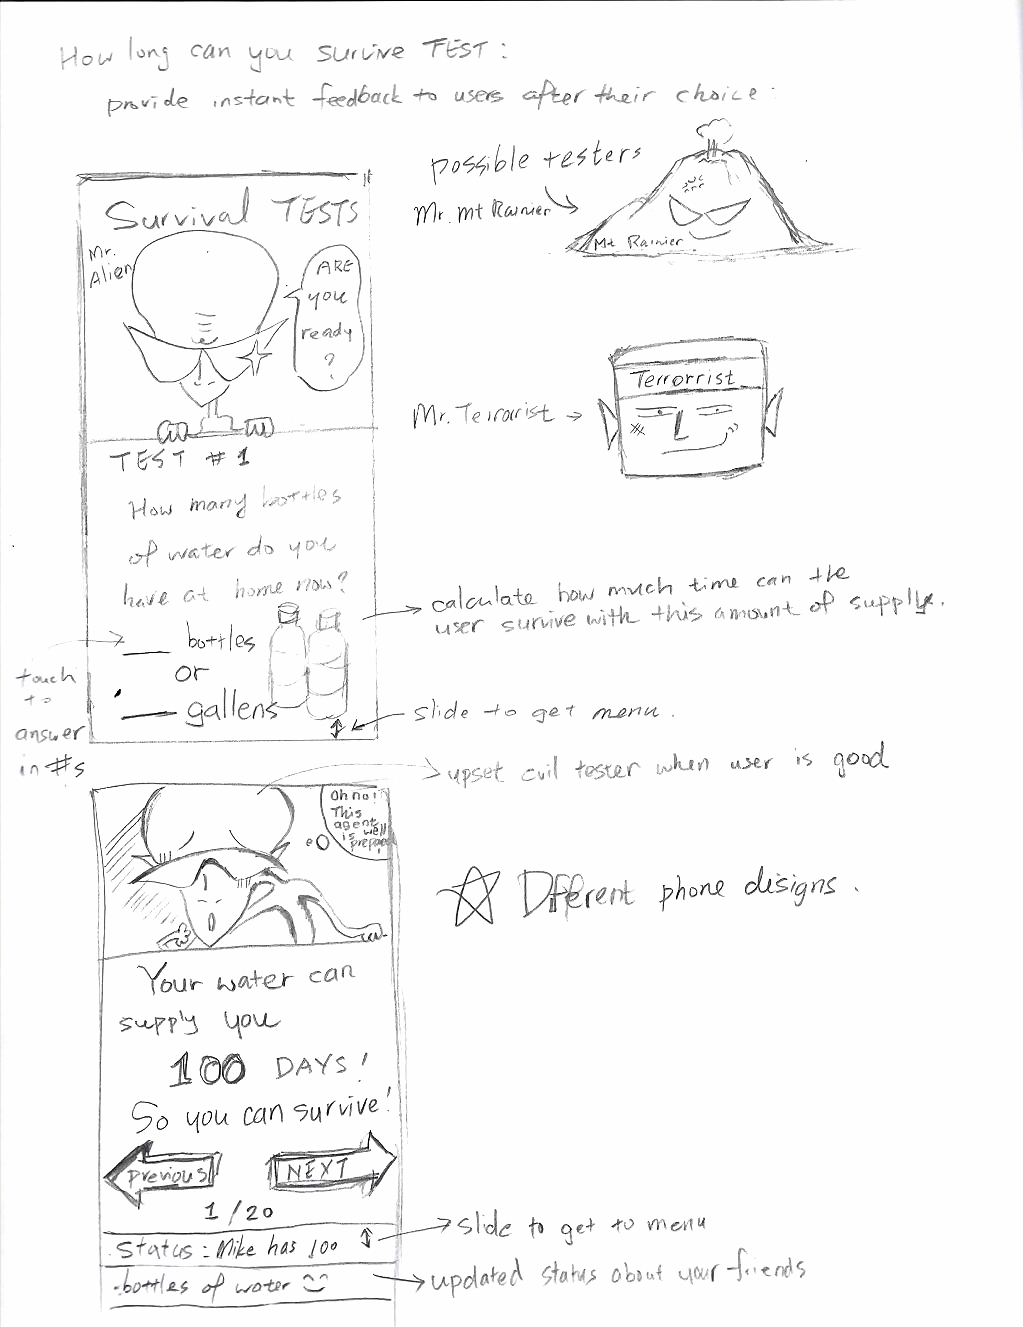 How long can you survive TEST :
provide instant feedback to users after their choice :
possible testers
Mr. Mt Rainier
Mt Rainier
Survival TESTS
Mr.
Alien
ARE
you
ready
?
Terrorrist
Mr. Terrorist
TEST #1
How many bottles
of water do you
have at home now?
bottles
or
gallens
touch
to
answer
in #s
calculate how much time can the
user survive with this amount of supply.
slide to get menu.
upset evil tester when user is good
Oh no!
This
agent
is well
prepared
Dfferent phone disigns.
Your water can
supply you
100 DAYS!
So you can survive!
Previous
NEXT
1/20
Status : Mike has 100
bottles of water
slide to get to menu
updated status about your friends